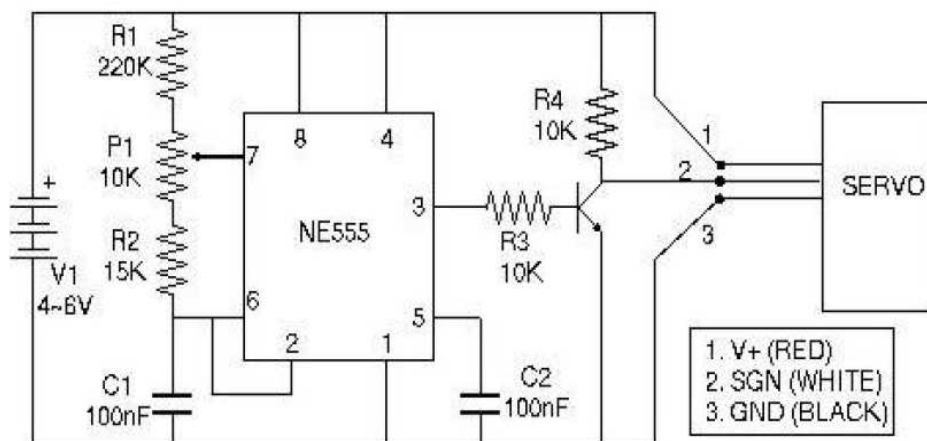 R1
220K
P1
10K
R2
15K
+
V1
4~6V
C1
100nF
8
4
7
3
NE555
6
5
2
1
R3
10K
C2
100nF
R4
10K
1
2
3
SERVO
1. V+ (RED)
2. SGN (WHITE)
3. GND (BLACK)